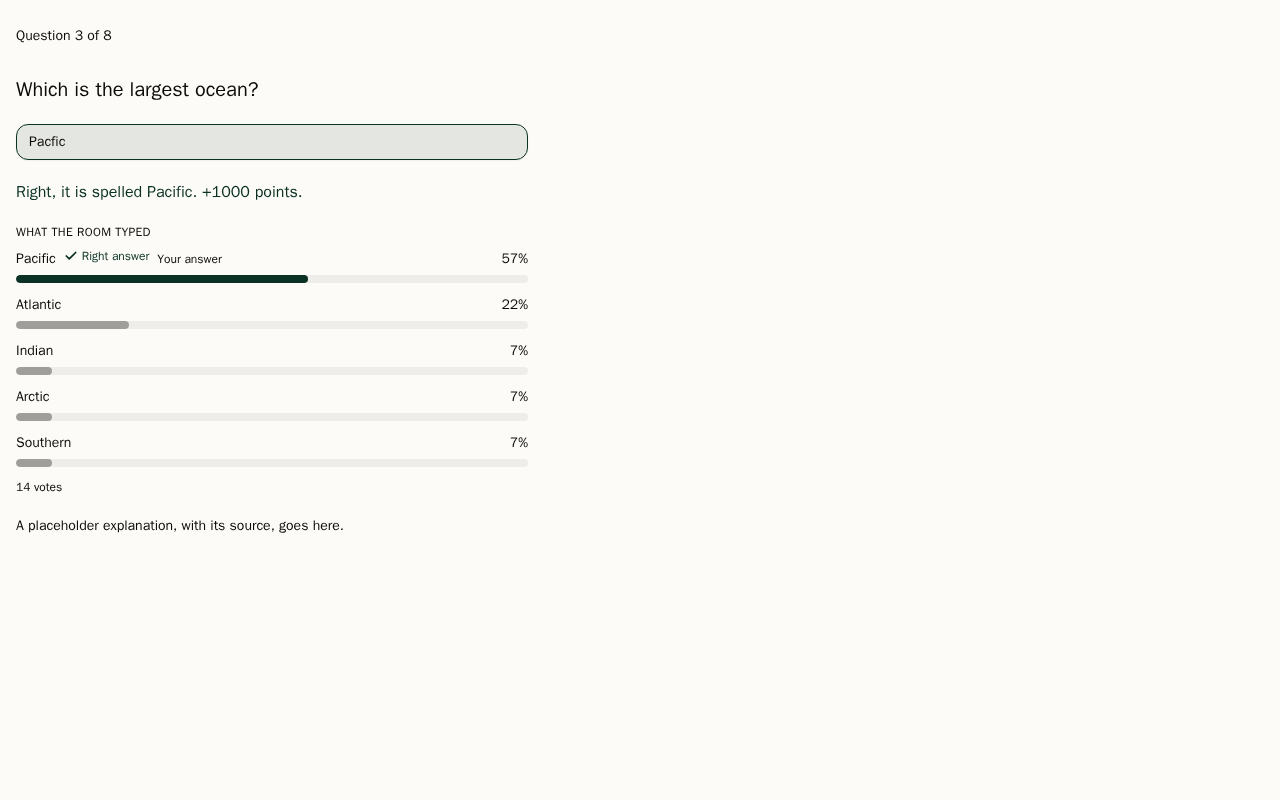 Question 3 of 8
Which is the largest ocean?
Pacfic
Right, it is spelled Pacific. +1000 points.
WHAT THE ROOM TYPED
Pacific Right answer Your answer 57%
Atlantic 22%
Indian 7%
Arctic 7%
Southern 7%
14 votes
A placeholder explanation, with its source, goes here.